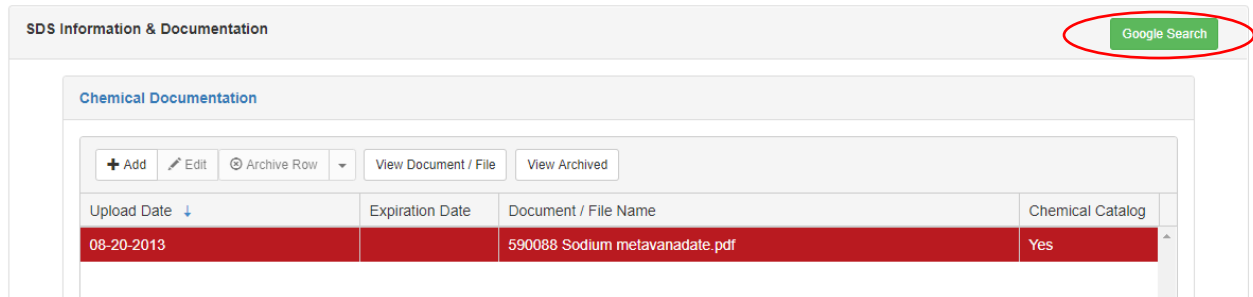 SDS Information & Documentation
Google Search
Chemical Documentation
Add Edit Archive Row View Document / File View Archived
Upload Date Expiration Date Document / File Name Chemical Catalog
08-20-2013 590088 Sodium metavanadate.pdf Yes